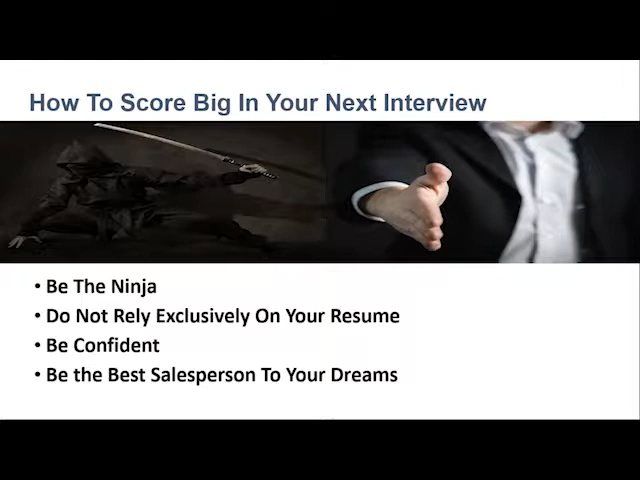 How To Score Big In Your Next Interview
• Be The Ninja
• Do Not Rely Exclusively On Your Resume
• Be Confident
• Be the Best Salesperson To Your Dreams